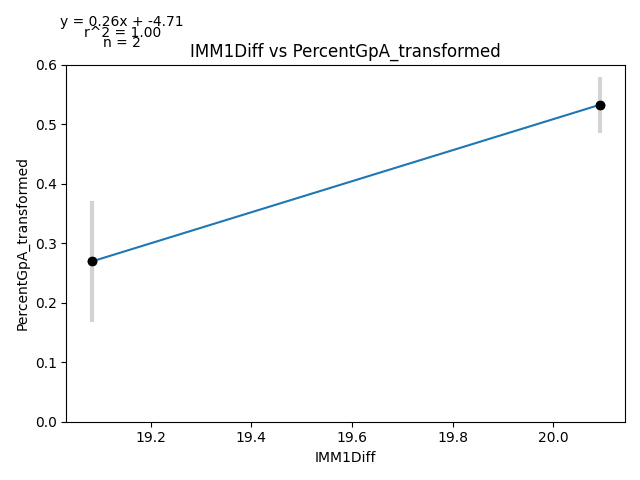 y = 0.26x + -4.71
r^2 = 1.00
n = 2
IMM1Diff vs PercentGpA_transformed
0.6
0.5
0.4
0.3
0.2
0.1
0.0
PercentGpA_transformed
19.2 19.4 19.6 19.8 20.0
IMM1Diff